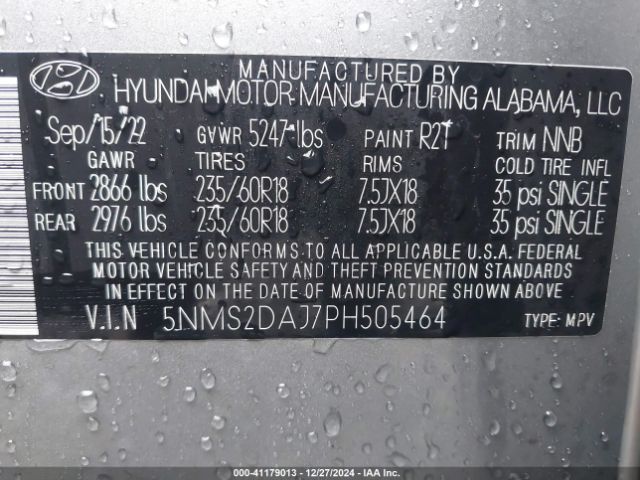 MANUFACTURED BY
HYUNDAI MOTOR MANUFACTURING ALABAMA, LLC
Sep/15/22 GVWR 5247 lbs PAINT R2T TRIM NNB
GAWR TIRES RIMS COLD TIRE INFL
FRONT 2866 lbs 235/60R18 7.5JX18 35 psi SINGLE
REAR 2976 lbs 235/60R18 7.5JX18 35 psi SINGLE
THIS VEHICLE CONFORMS TO ALL APPLICABLE U.S.A. FEDERAL
MOTOR VEHICLE SAFETY AND THEFT PREVENTION STANDARDS
IN EFFECT ON THE DATE OF MANUFACTURE SHOWN ABOVE.
V.I.N 5NMS2DAJ7PH505464 TYPE: MPV
000-41179013 - 12/27/2024 - IAA Inc.